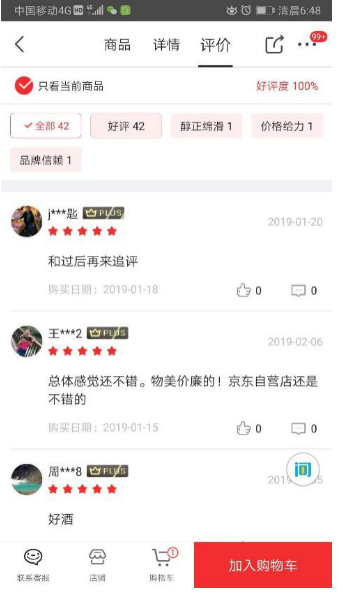 中国移动4G HD 清晨6:48
商品 详情 评价 99+
只看当前商品 好评度 100%
全部 42 好评 42 醇正绵滑 1 价格给力 1
品牌信赖 1
j***匙 PLUS
2019-01-20
和过后再来追评
购买日期：2019-01-18 0 0
王***2 PLUS
2019-02-06
总体感觉还不错。物美价廉的！京东自营店还是
不错的
购买日期：2019-01-15 0 0
周***8 PLUS
问
好酒
1
联系客服 店铺 购物车 加入购物车